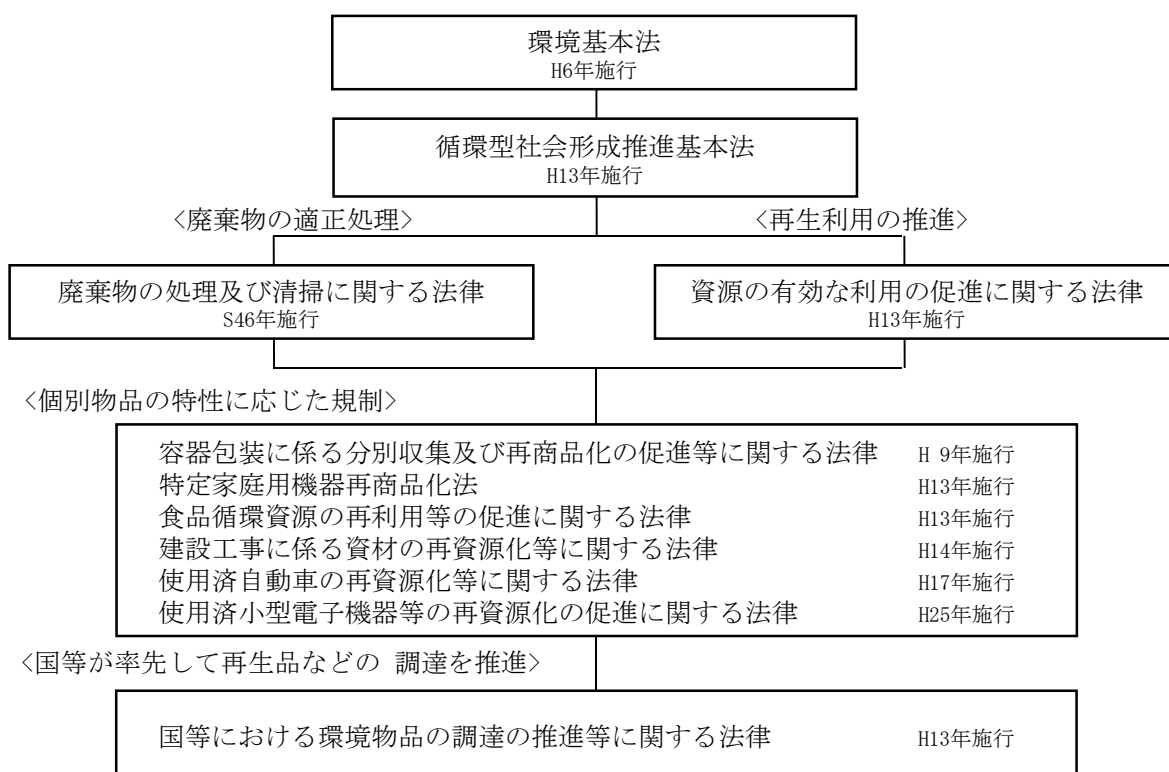 環境基本法
H6年施行
循環型社会形成推進基本法
H13年施行
<廃棄物の適正処理>
<再生利用の推進>
廃棄物の処理及び清掃に関する法律
S46年施行
資源の有効な利用の促進に関する法律
H13年施行
<個別物品の特性に応じた規制>
容器包装に係る分別収集及び再商品化の促進等に関する法律 H 9年施行
特定家庭用機器再商品化法 H13年施行
食品循環資源の再利用等の促進に関する法律 H13年施行
建設工事に係る資材の再資源化等に関する法律 H14年施行
使用済自動車の再資源化等に関する法律 H17年施行
使用済小型電子機器等の再資源化の促進に関する法律 H25年施行
<国等が率先して再生品などの 調達を推進>
国等における環境物品の調達の推進等に関する法律 H13年施行